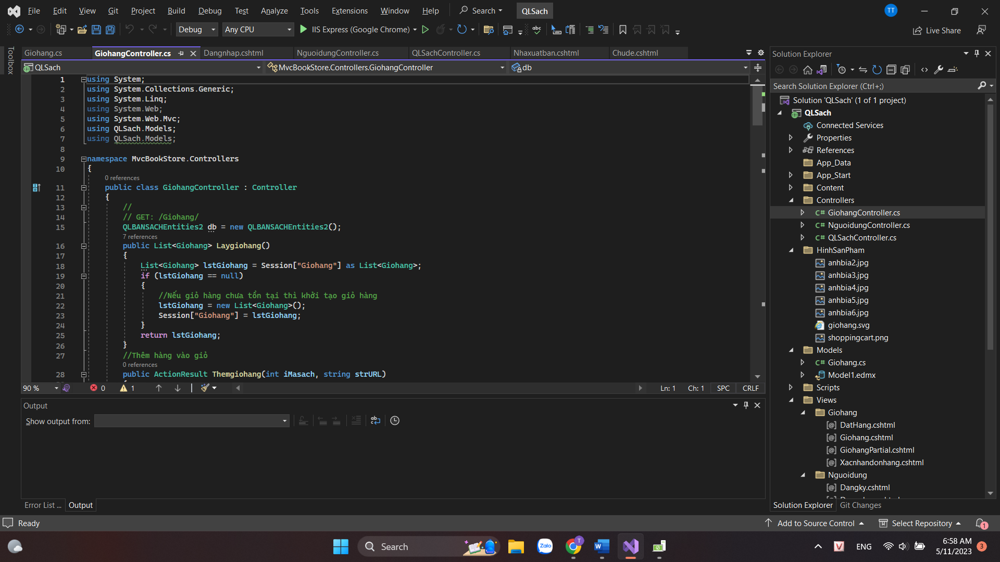 File Edit View Git Project Build Debug Test Analyze Tools Extensions Window Help Search QLSach TT
Debug Any CPU IIS Express (Google Chrome) Live Share
Toolbox
Giohang.cs GiohangController.cs Dangnhap.cshtml NguoidungController.cs QLSachController.cs Nhaxuatban.cshtml Chude.cshtml
QLSach MvcBookStore.Controllers.GiohangController db
1 using System;
2 using System.Collections.Generic;
3 using System.Linq;
4 using System.Web;
5 using System.Web.Mvc;
6 using QLSach.Models;
7 using QLSach.Models;
8
9 namespace MvcBookStore.Controllers
10 {
0 references
11 public class GiohangController : Controller
12 {
13 //
14 // GET: /Giohang/
15 QLBANSACHEntities2 db = new QLBANSACHEntities2();
7 references
16 public List<Giohang> Laygiohang()
17 {
18 List<Giohang> lstGiohang = Session["Giohang"] as List<Giohang>;
19 if (lstGiohang == null)
20 {
21 //Nếu giỏ hàng chưa tồn tại thì khởi tạo giỏ hàng
22 lstGiohang = new List<Giohang>();
23 Session["Giohang"] = lstGiohang;
24 }
25 return lstGiohang;
26 }
27 //Thêm hàng vào giỏ
0 references
28 public ActionResult Themgiohang(int iMasach, string strURL)
90 % 0 1 Ln: 1 Ch: 1 SPC CRLF
Output
Show output from:
Error List ... Output
Solution Explorer
Search Solution Explorer (Ctrl+;)
Solution 'QLSach' (1 of 1 project)
QLSach
Connected Services
Properties
References
App_Data
App_Start
Content
Controllers
C# GiohangController.cs
C# NguoidungController.cs
C# QLSachController.cs
HinhSanPham
anhbia2.jpg
anhbia3.jpg
anhbia4.jpg
anhbia5.jpg
anhbia6.jpg
giohang.svg
shoppingcart.png
Models
C# Giohang.cs
Model1.edmx
Scripts
Views
Giohang
[@] DatHang.cshtml
[@] Giohang.cshtml
[@] GiohangPartial.cshtml
[@] Xacnhandonhang.cshtml
Nguoidung
[@] Dangky.cshtml
Solution Explorer Git Changes
Ready Add to Source Control Select Repository 1
Search Zalo T W V ENG 6:58 AM 3
5/11/2023